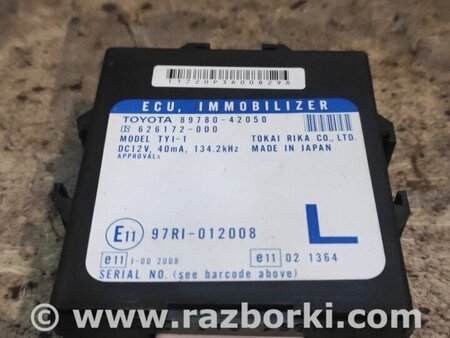 11720P36008298
ECU, IMMOBILIZER
TOYOTA 89780-42050
626172-000
MODEL TYI-1 TOKAI RIKA CO., LTD.
DC12V, 40mA, 134.2kHz MADE IN JAPAN
APPROVALS
E11 97RI-012008 L
e11 1-00 2008 e11 02 1364
SERIAL NO. (see barcode above)
www.razborki.com